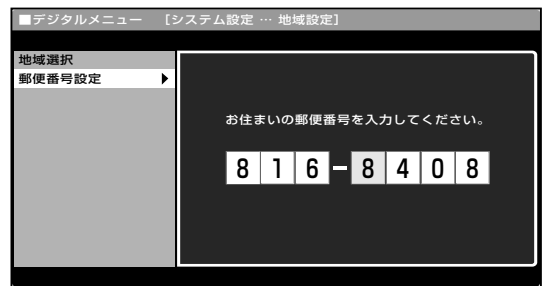 ■デジタルメニュー [システム設定 … 地域設定]
地域選択
郵便番号設定 ▶
お住まいの郵便番号を入力してください。
816-8408